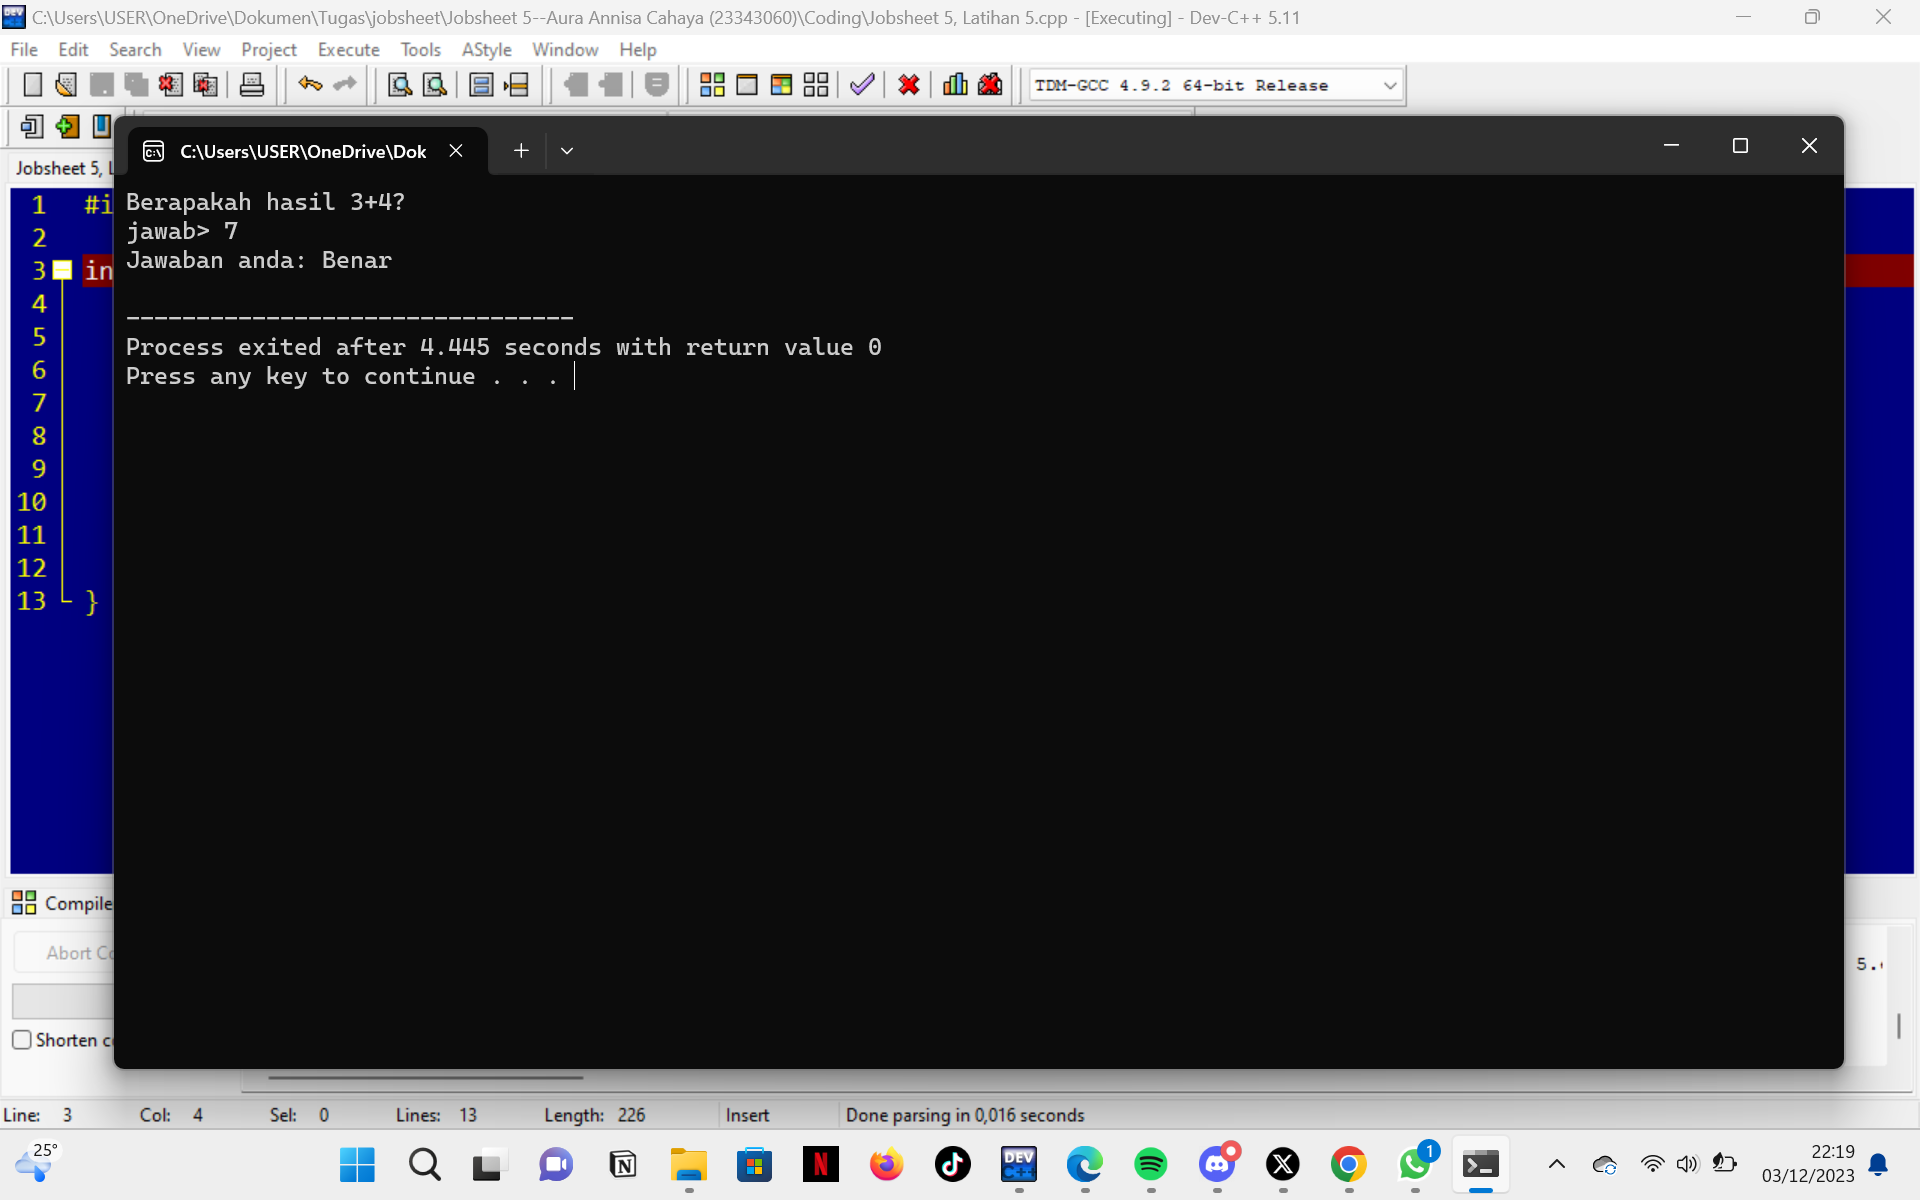 C:\Users\USER\OneDrive\Dokumen\Tugas\jobsheet\Jobsheet 5--Aura Annisa Cahaya (23343060)\Coding\Jobsheet 5, Latihan 5.cpp - [Executing] - Dev-C++ 5.11
File Edit Search View Project Execute Tools AStyle Window Help
TDM-GCC 4.9.2 64-bit Release
C:\Users\USER\OneDrive\Dok
Jobsheet 5,
Berapakah hasil 3+4?
jawab> 7
Jawaban anda: Benar
--------------------------------
Process exited after 4.445 seconds with return value 0
Press any key to continue . . .
1 #i
2
3 in
4
5
6
7
8
9
10
11
12
13 }
Compile
Abort Co
5.
Shorten c
Line: 3 Col: 4 Sel: 0 Lines: 13 Length: 226 Insert Done parsing in 0,016 seconds
25°
DEV C++
1
22:19
03/12/2023